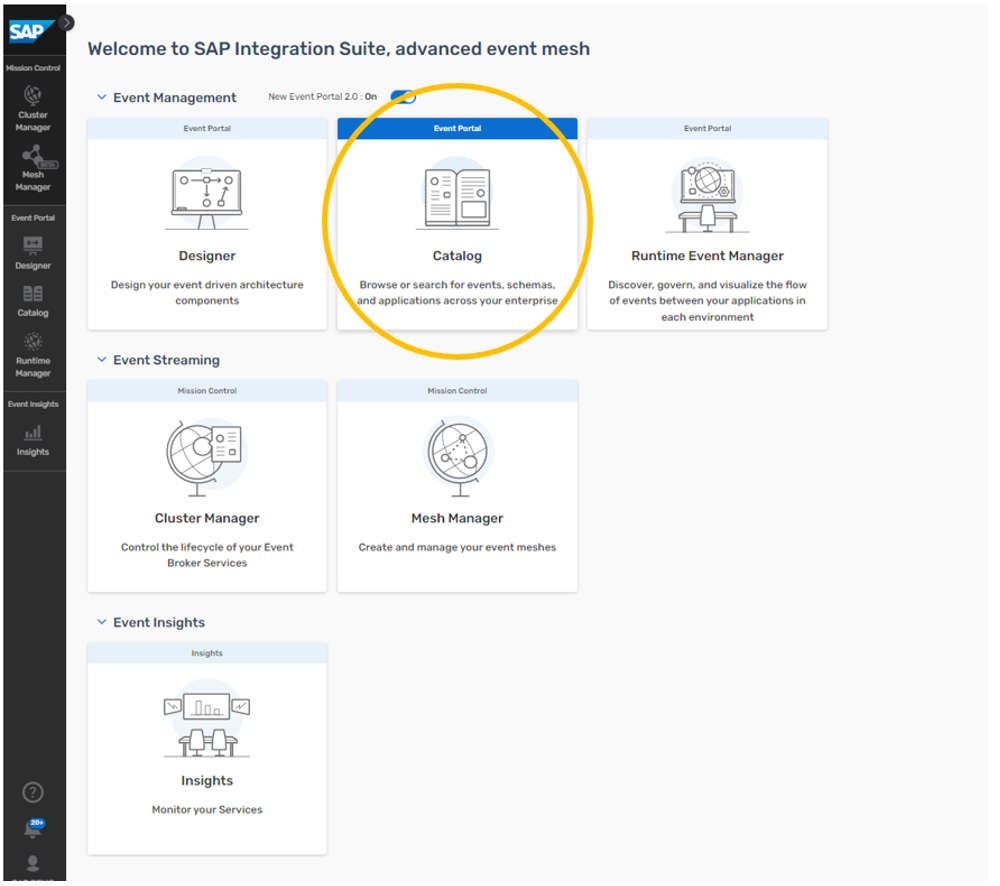 SAP
Mission Control
Cluster
Manager
BETA
Mesh
Manager
Event Portal
Designer
Catalog
Runtime
Manager
Event Insights
Insights
20+
Welcome to SAP Integration Suite, advanced event mesh
Event Management
New Event Portal 2.0 : On
Event Portal
Designer
Design your event driven architecture
components
Event Portal
Catalog
Browse or search for events, schemas,
and applications across your enterprise
Event Portal
Runtime Event Manager
Discover, govern, and visualize the flow
of events between your applications in
each environment
Event Streaming
Mission Control
Cluster Manager
Control the lifecycle of your Event
Broker Services
Mission Control
Mesh Manager
Create and manage your event meshes
Event Insights
Insights
Insights
Monitor your Services